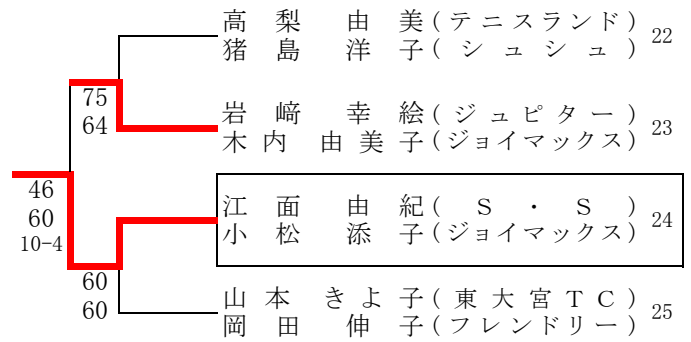 高梨 由美(テニスランド) 22
猪島 洋子(シュシュ)
75
64
岩﨑 幸絵(ジュピター) 23
木内 由美子(ジョイマックス)
46
60
10-4
江面 由紀(S・S) 24
小松 添子(ジョイマックス)
60
60
山本 きよ子(東大宮TC) 25
岡田 伸子(フレンドリー)